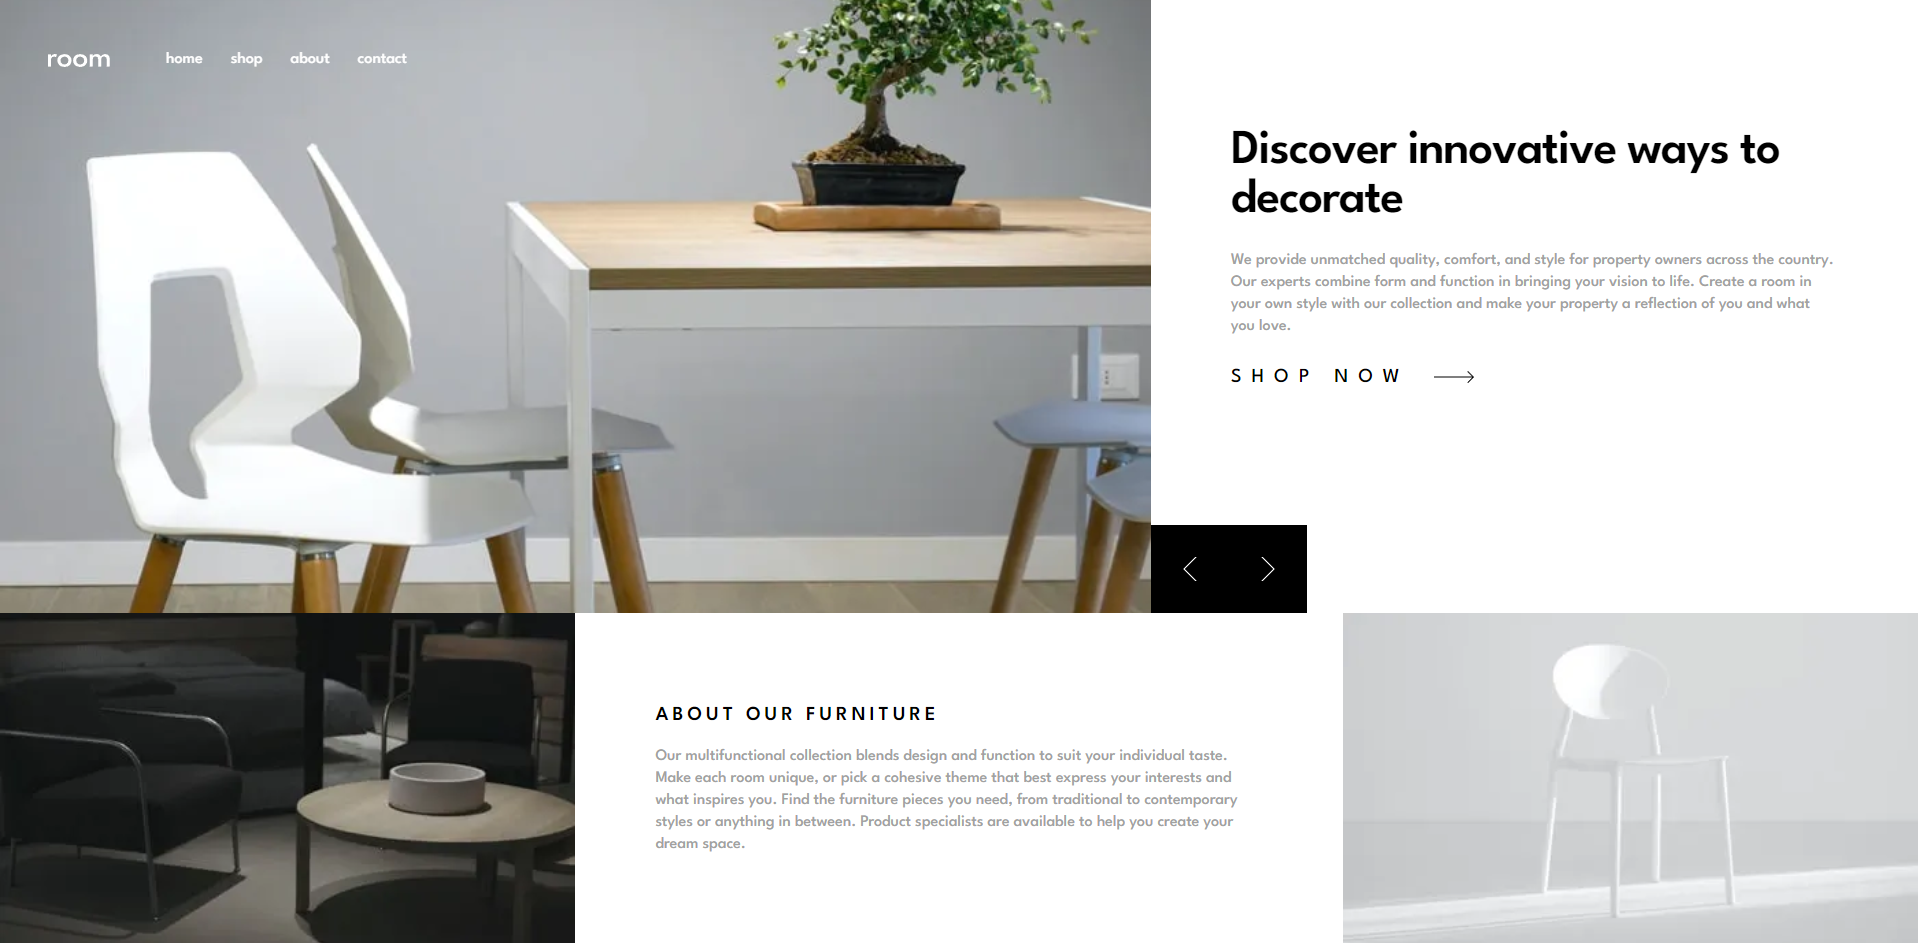 room
home shop about contact
Discover innovative ways to
decorate
We provide unmatched quality, comfort, and style for property owners across the country.
Our experts combine form and function in bringing your vision to life. Create a room in
your own style with our collection and make your property a reflection of you and what
you love.
SHOP NOW
ABOUT OUR FURNITURE
Our multifunctional collection blends design and function to suit your individual taste.
Make each room unique, or pick a cohesive theme that best express your interests and
what inspires you. Find the furniture pieces you need, from traditional to contemporary
styles or anything in between. Product specialists are available to help you create your
dream space.